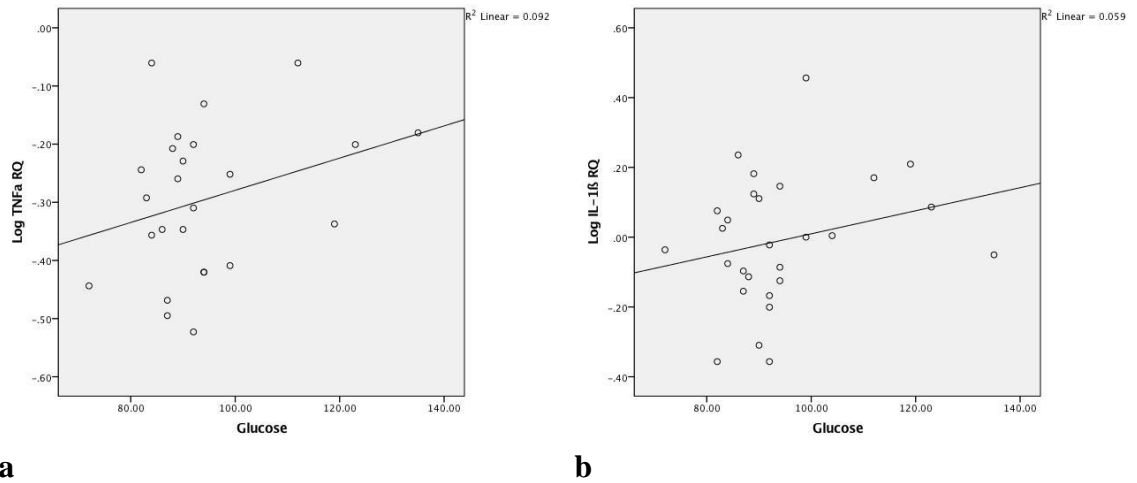 R² Linear = 0.092
.00
-.10
-.20
-.30
-.40
-.50
-.60
Log TNFa RQ
80.00 100.00 120.00 140.00
Glucose
a
R² Linear = 0.059
.60
.40
.20
.00
-.20
-.40
Log IL-1ß RQ
80.00 100.00 120.00 140.00
Glucose
b